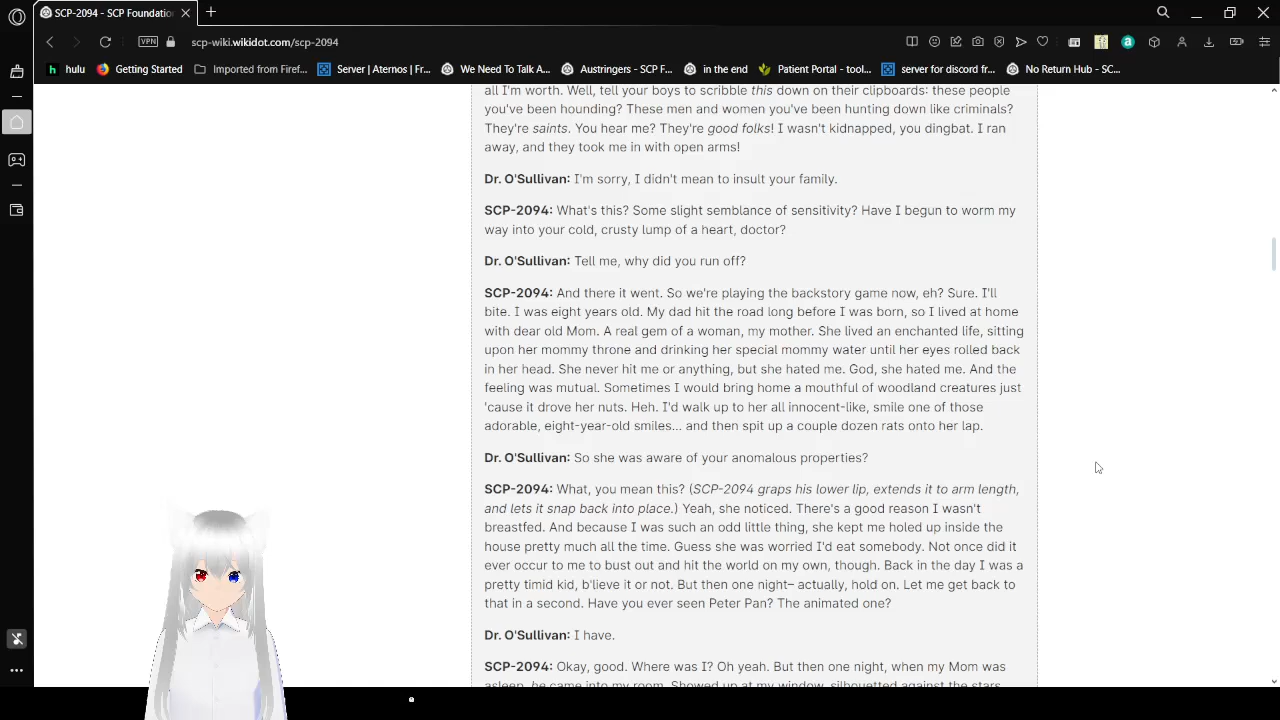 SCP-2094 - SCP Foundatio
VPN
scp-wiki.wikidot.com/scp-2094
hulu
Getting Started
Imported from Firef...
Server | Aternos | Fr...
We Need To Talk A...
Austringers - SCP F...
in the end
Patient Portal - tool...
server for discord fr...
No Return Hub - SC...
all I'm worth. Well, tell your boys to scribble this down on their clipboards: these people
you've been hounding? These men and women you've been hunting down like criminals?
They're saints. You hear me? They're good folks! I wasn't kidnapped, you dingbat. I ran
away, and they took me in with open arms!
Dr. O'Sullivan: I'm sorry, I didn't mean to insult your family.
SCP-2094: What's this? Some slight semblance of sensitivity? Have I begun to worm my
way into your cold, crusty lump of a heart, doctor?
Dr. O'Sullivan: Tell me, why did you run off?
SCP-2094: And there it went. So we're playing the backstory game now, eh? Sure. I'll
bite. I was eight years old. My dad hit the road long before I was born, so I lived at home
with dear old Mom. A real gem of a woman, my mother. She lived an enchanted life, sitting
upon her mommy throne and drinking her special mommy water until her eyes rolled back
in her head. She never hit me or anything, but she hated me. God, she hated me. And the
feeling was mutual. Sometimes I would bring home a mouthful of woodland creatures just
'cause it drove her nuts. Heh. I'd walk up to her all innocent-like, smile one of those
adorable, eight-year-old smiles... and then spit up a couple dozen rats onto her lap.
Dr. O'Sullivan: So she was aware of your anomalous properties?
SCP-2094: What, you mean this? (SCP-2094 graps his lower lip, extends it to arm length,
and lets it snap back into place.) Yeah, she noticed. There's a good reason I wasn't
breastfed. And because I was such an odd little thing, she kept me holed up inside the
house pretty much all the time. Guess she was worried I'd eat somebody. Not once did it
ever occur to me to bust out and hit the world on my own, though. Back in the day I was a
pretty timid kid, b'lieve it or not. But then one night– actually, hold on. Let me get back to
that in a second. Have you ever seen Peter Pan? The animated one?
Dr. O'Sullivan: I have.
SCP-2094: Okay, good. Where was I? Oh yeah. But then one night, when my Mom was
asleep, he came into my room. Showed up at my window, silhouetted against the stars